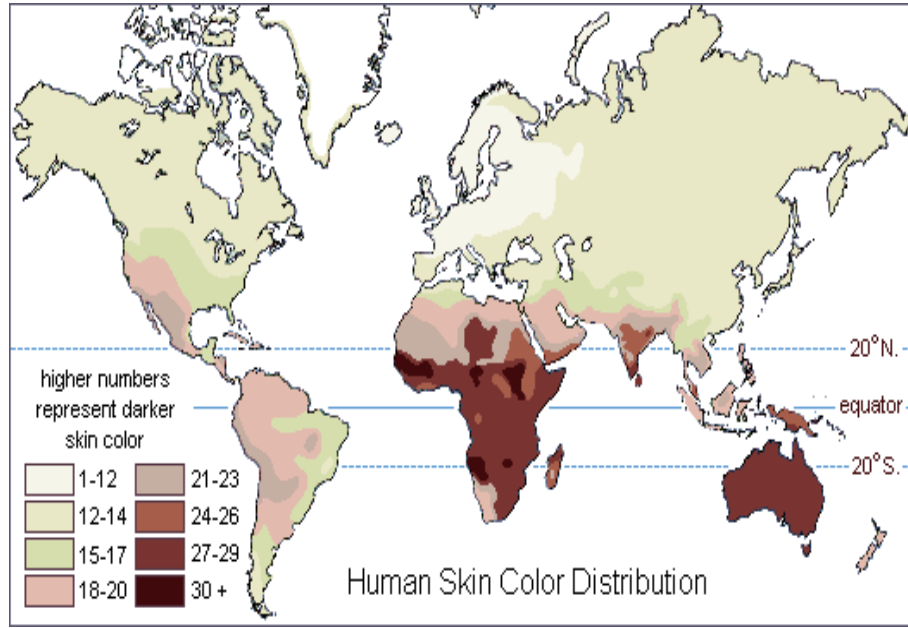 20°N.
higher numbers
represent darker
skin color
equator
20°S.
1-12
21-23
12-14
24-26
15-17
27-29
18-20
30 +
Human Skin Color Distribution